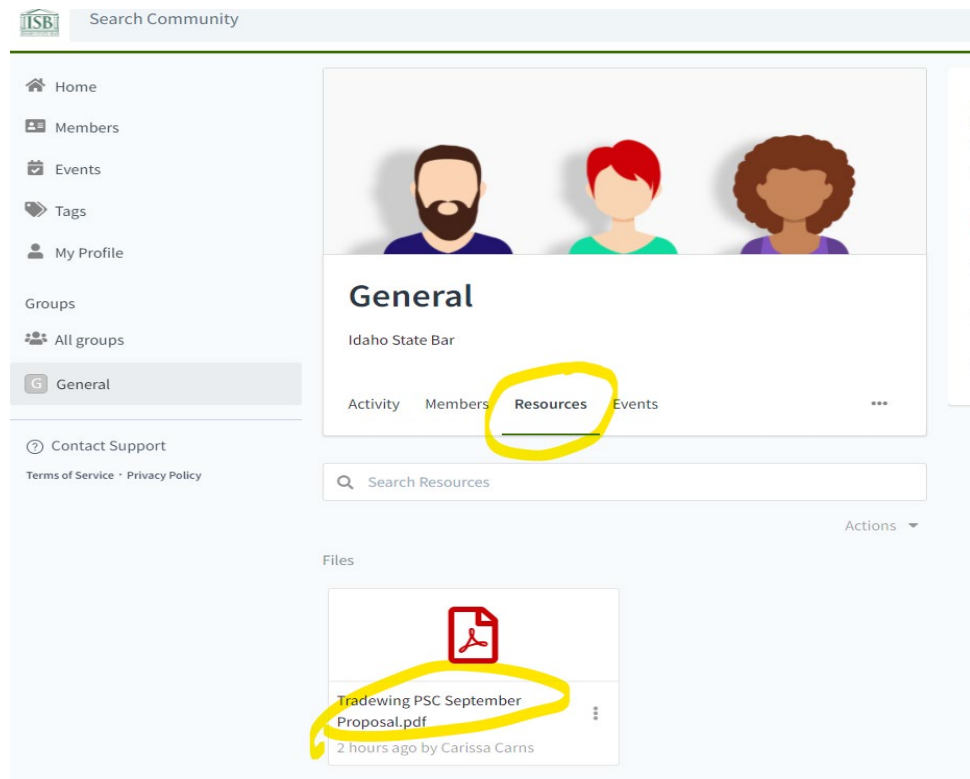 ISB
Search Community
Home
Members
Events
Tags
My Profile
Groups
All groups
G General
Contact Support
Terms of Service · Privacy Policy
General
Idaho State Bar
Activity Members Resources Events
Search Resources
Actions
Files
Tradewing PSC September
Proposal.pdf
2 hours ago by Carissa Carns